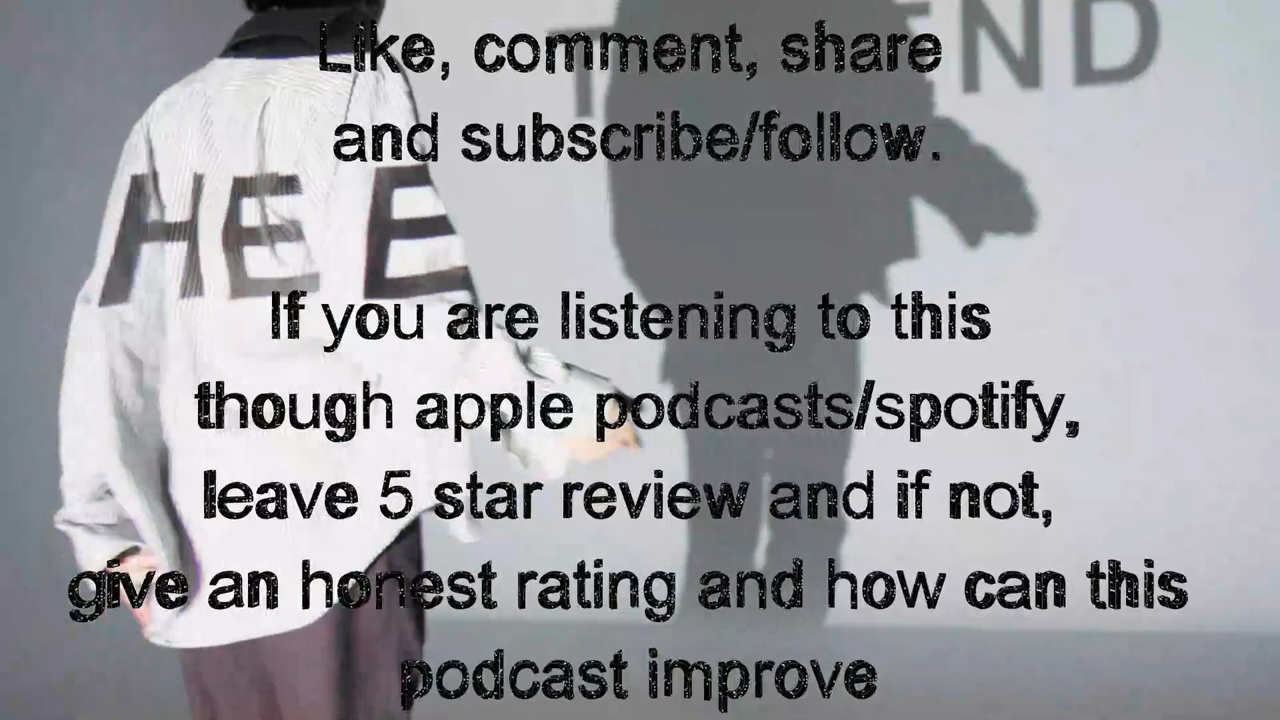 Like, comment, share
and subscribe/follow.
HE E
If you are listening to this
though apple podcasts/spotify,
leave 5 star review and if not,
give an honest rating and how can this
podcast improve